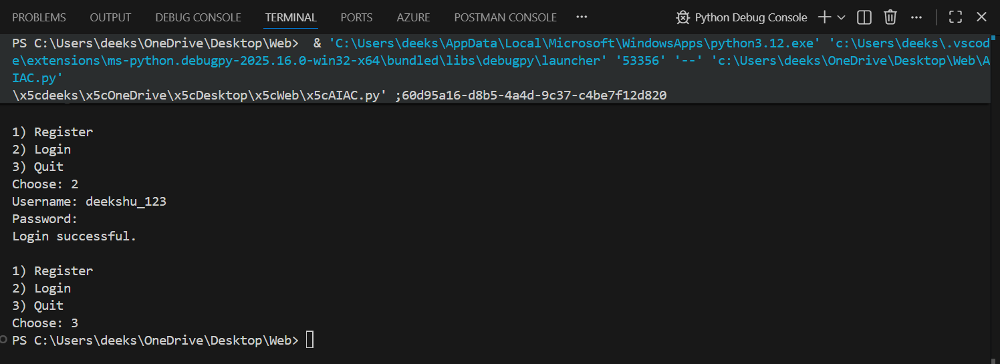 PROBLEMS OUTPUT DEBUG CONSOLE TERMINAL PORTS AZURE POSTMAN CONSOLE ··· Python Debug Console ···
PS C:\Users\deeks\OneDrive\Desktop\Web>  & 'C:\Users\deeks\AppData\Local\Microsoft\WindowsApps\python3.12.exe' 'c:\Users\deeks\.vscod
e\extensions\ms-python.debugpy-2025.16.0-win32-x64\bundled\libs\debugpy\launcher' '53356' '--' 'c:\Users\deeks\OneDrive\Desktop\Web\A
IAC.py'
\x5cdeeks\x5cOneDrive\x5cDesktop\x5cWeb\x5cAIAC.py' ;60d95a16-d8b5-4a4d-9c37-c4be7f12d820
1) Register
2) Login
3) Quit
Choose: 2
Username: deekshu_123
Password:
Login successful.
1) Register
2) Login
3) Quit
Choose: 3
PS C:\Users\deeks\OneDrive\Desktop\Web>